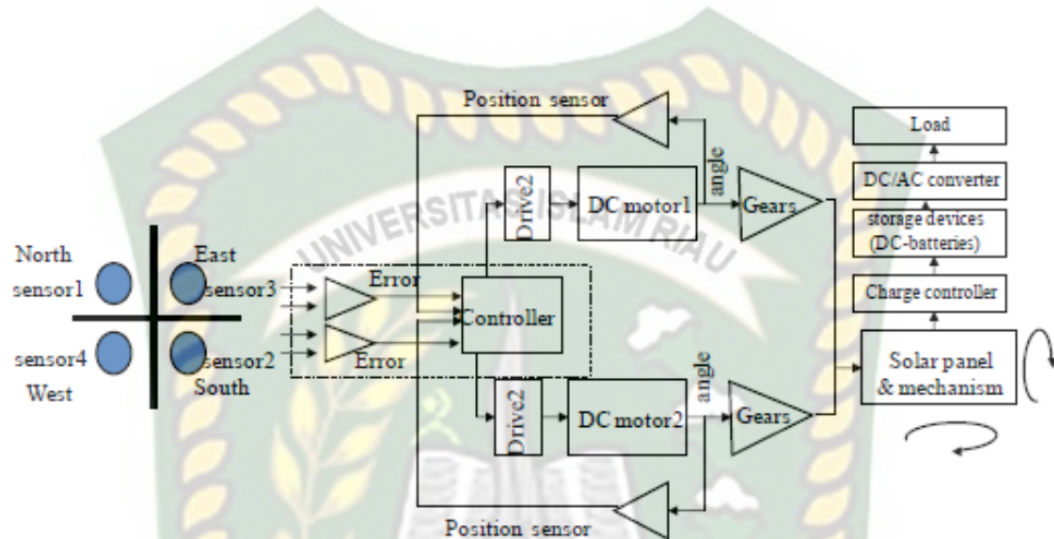 Position sensor
Load
DC/AC converter
storage devices
(DC-batteries)
Charge controller
Solar panel
& mechanism
Drive2
DC motor1
angle
Gears
UNIVERSITAS ISLAM RIAU
North
East
sensor1
sensor3
sensor4
sensor2
West
South
Error
Controller
Error
Drive2
DC motor2
angle
Gears
Position sensor